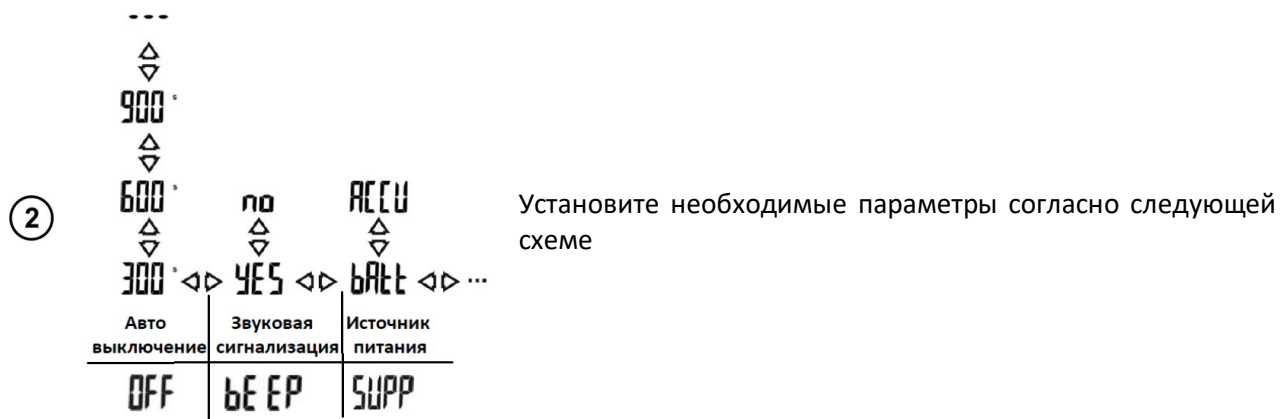 ---
900 s
600 s no ACCU
2
Установите необходимые параметры согласно следующей
схеме
300 s YES bAtt ...
Авто Звуковая Источник
выключение сигнализация питания
OFF bEEP SUPP